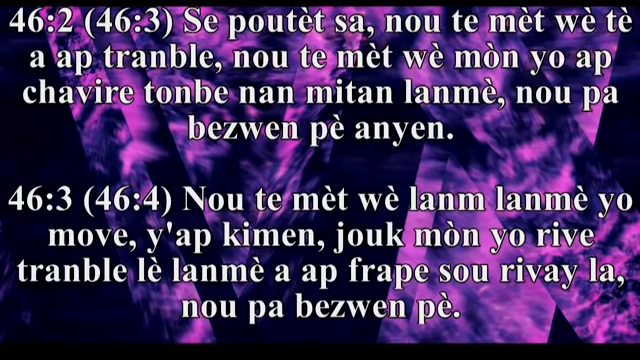 46:2 (46:3) Se poutèt sa, nou te mèt wè tè
a ap tranble, nou te mèt wè mòn yo ap
chavire tonbe nan mitan lanmè, nou pa
bezwen pè anyen.
46:3 (46:4) Nou te mèt wè lanm lanmè yo
move, y'ap kimen, jouk mòn yo rive
tranble lè lanmè a ap frape sou rivay la,
nou pa bezwen pè.